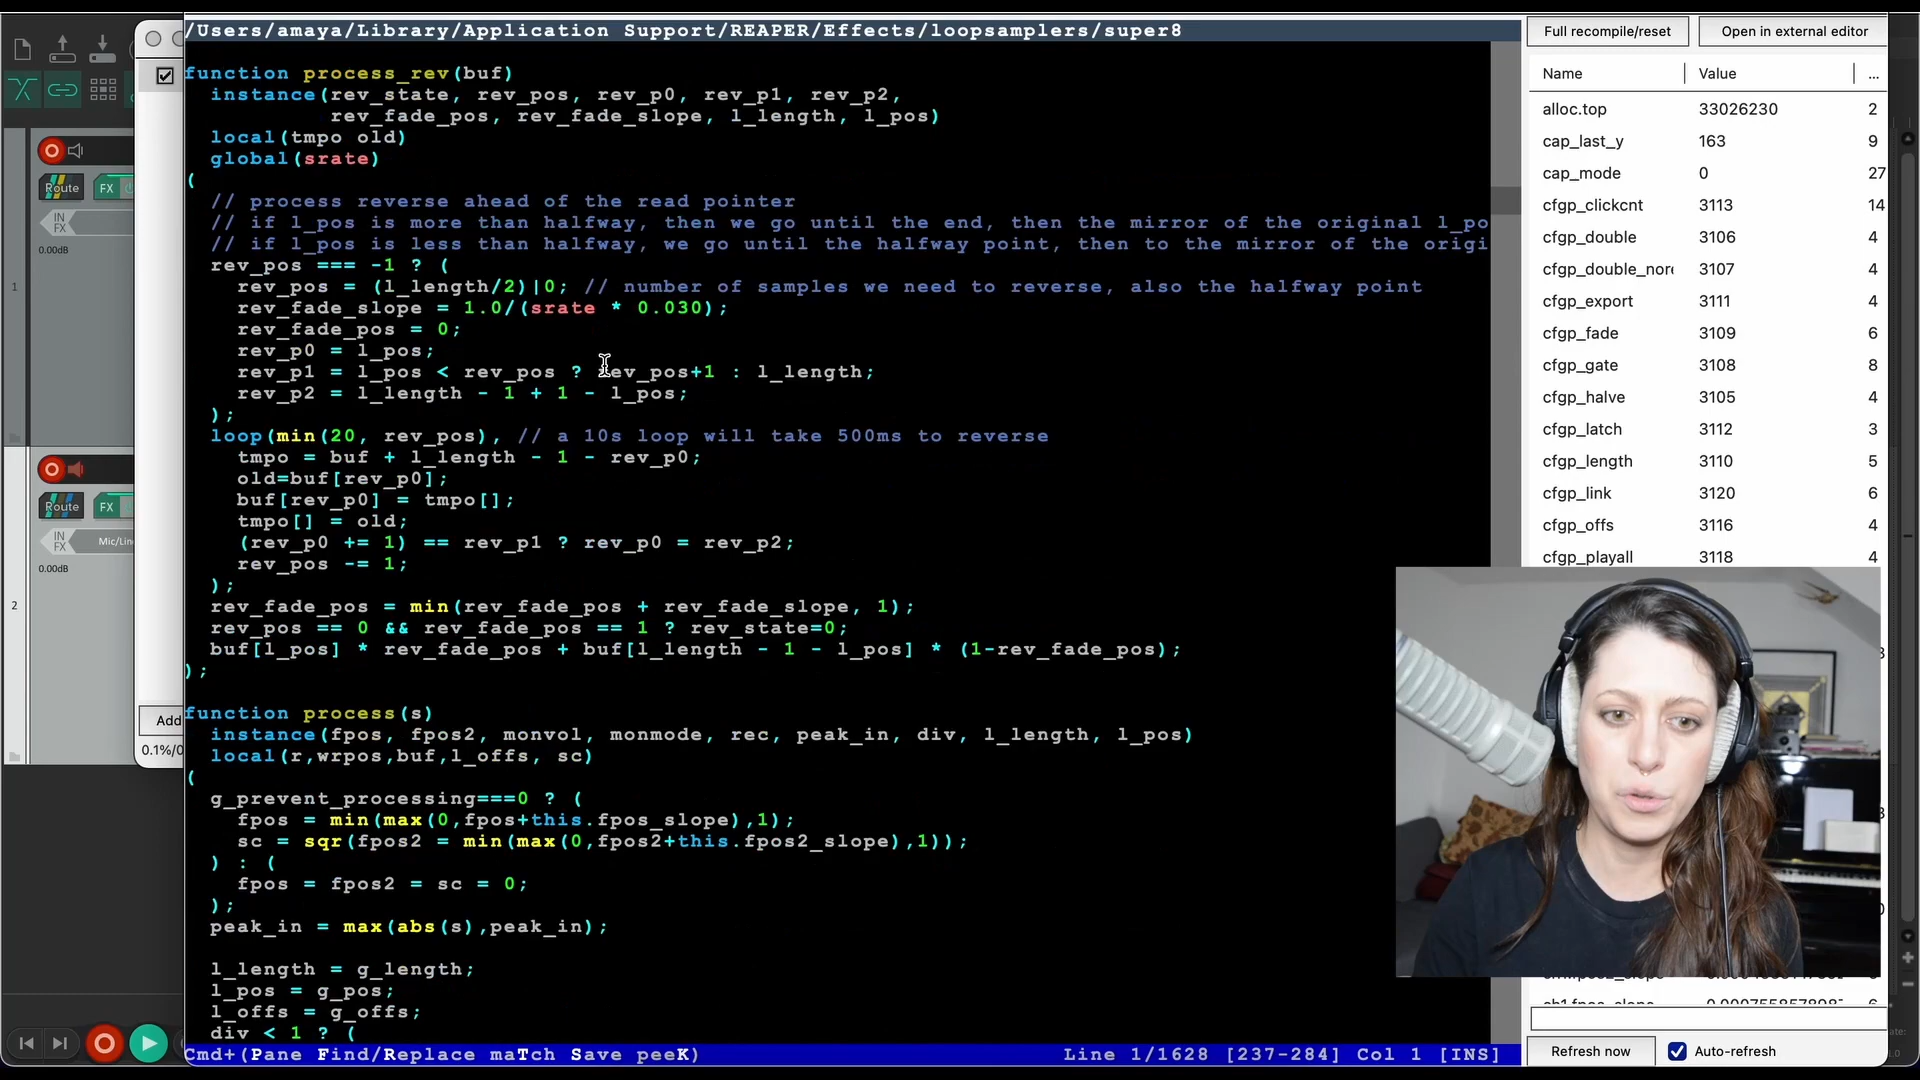 /Users/amaya/Library/Application Support/REAPER/Effects/loopsamplers/super8
function process_rev(buf)
instance(rev_state, rev_pos, rev_p0, rev_p1, rev_p2,
rev_fade_pos, rev_fade_slope, l_length, l_pos)
local(tmpo old)
global(srate)
(
// process reverse ahead of the read pointer
// if l_pos is more than halfway, then we go until the end, then the mirror of the original l_po
// if l_pos is less than halfway, we go until the halfway point, then to the mirror of the origi
rev_pos === -1 ? (
rev_pos = (l_length/2)|0; // number of samples we need to reverse, also the halfway point
rev_fade_slope = 1.0/(srate * 0.030);
rev_fade_pos = 0;
rev_p0 = l_pos;
rev_p1 = l_pos < rev_pos ? rev_pos+1 : l_length;
rev_p2 = l_length - 1 + 1 - l_pos;
);
loop(min(20, rev_pos), // a 10s loop will take 500ms to reverse
tmpo = buf + l_length - 1 - rev_p0;
old=buf[rev_p0];
buf[rev_p0] = tmpo[];
tmpo[] = old;
(rev_p0 += 1) == rev_p1 ? rev_p0 = rev_p2;
rev_pos -= 1;
);
rev_fade_pos = min(rev_fade_pos + rev_fade_slope, 1);
rev_pos == 0 && rev_fade_pos == 1 ? rev_state=0;
buf[l_pos] * rev_fade_pos + buf[l_length - 1 - l_pos] * (1-rev_fade_pos);
);
function process(s)
instance(fpos, fpos2, monvol, monmode, rec, peak_in, div, l_length, l_pos)
local(r,wrpos,buf,l_offs, sc)
(
g_prevent_processing===0 ? (
fpos = min(max(0,fpos+this.fpos_slope),1);
sc = sqr(fpos2 = min(max(0,fpos2+this.fpos2_slope),1));
) : (
fpos = fpos2 = sc = 0;
);
peak_in = max(abs(s),peak_in);
l_length = g_length;
l_pos = g_pos;
l_offs = g_offs;
div < 1 ? (
Cmd+(Pane Find/Replace maTch Save peeK) Line 1/1628 [237-284] Col 1 [INS]
Full recompile/reset Open in external editor
Name Value ...
alloc.top 33026230 2
cap_last_y 163 9
cap_mode 0 27
cfgp_clickcnt 3113 14
cfgp_double 3106 4
cfgp_double_nor 3107 4
cfgp_export 3111 4
cfgp_fade 3109 6
cfgp_gate 3108 8
cfgp_halve 3105 4
cfgp_latch 3112 3
cfgp_length 3110 5
cfgp_link 3120 6
cfgp_offs 3116 4
cfgp_playall 3118 4
Refresh now Auto-refresh
Route FX
IN
FX
0.00dB
1
Route FX
IN
FX Mic/Lin
0.00dB
2
Add
0.1%/0